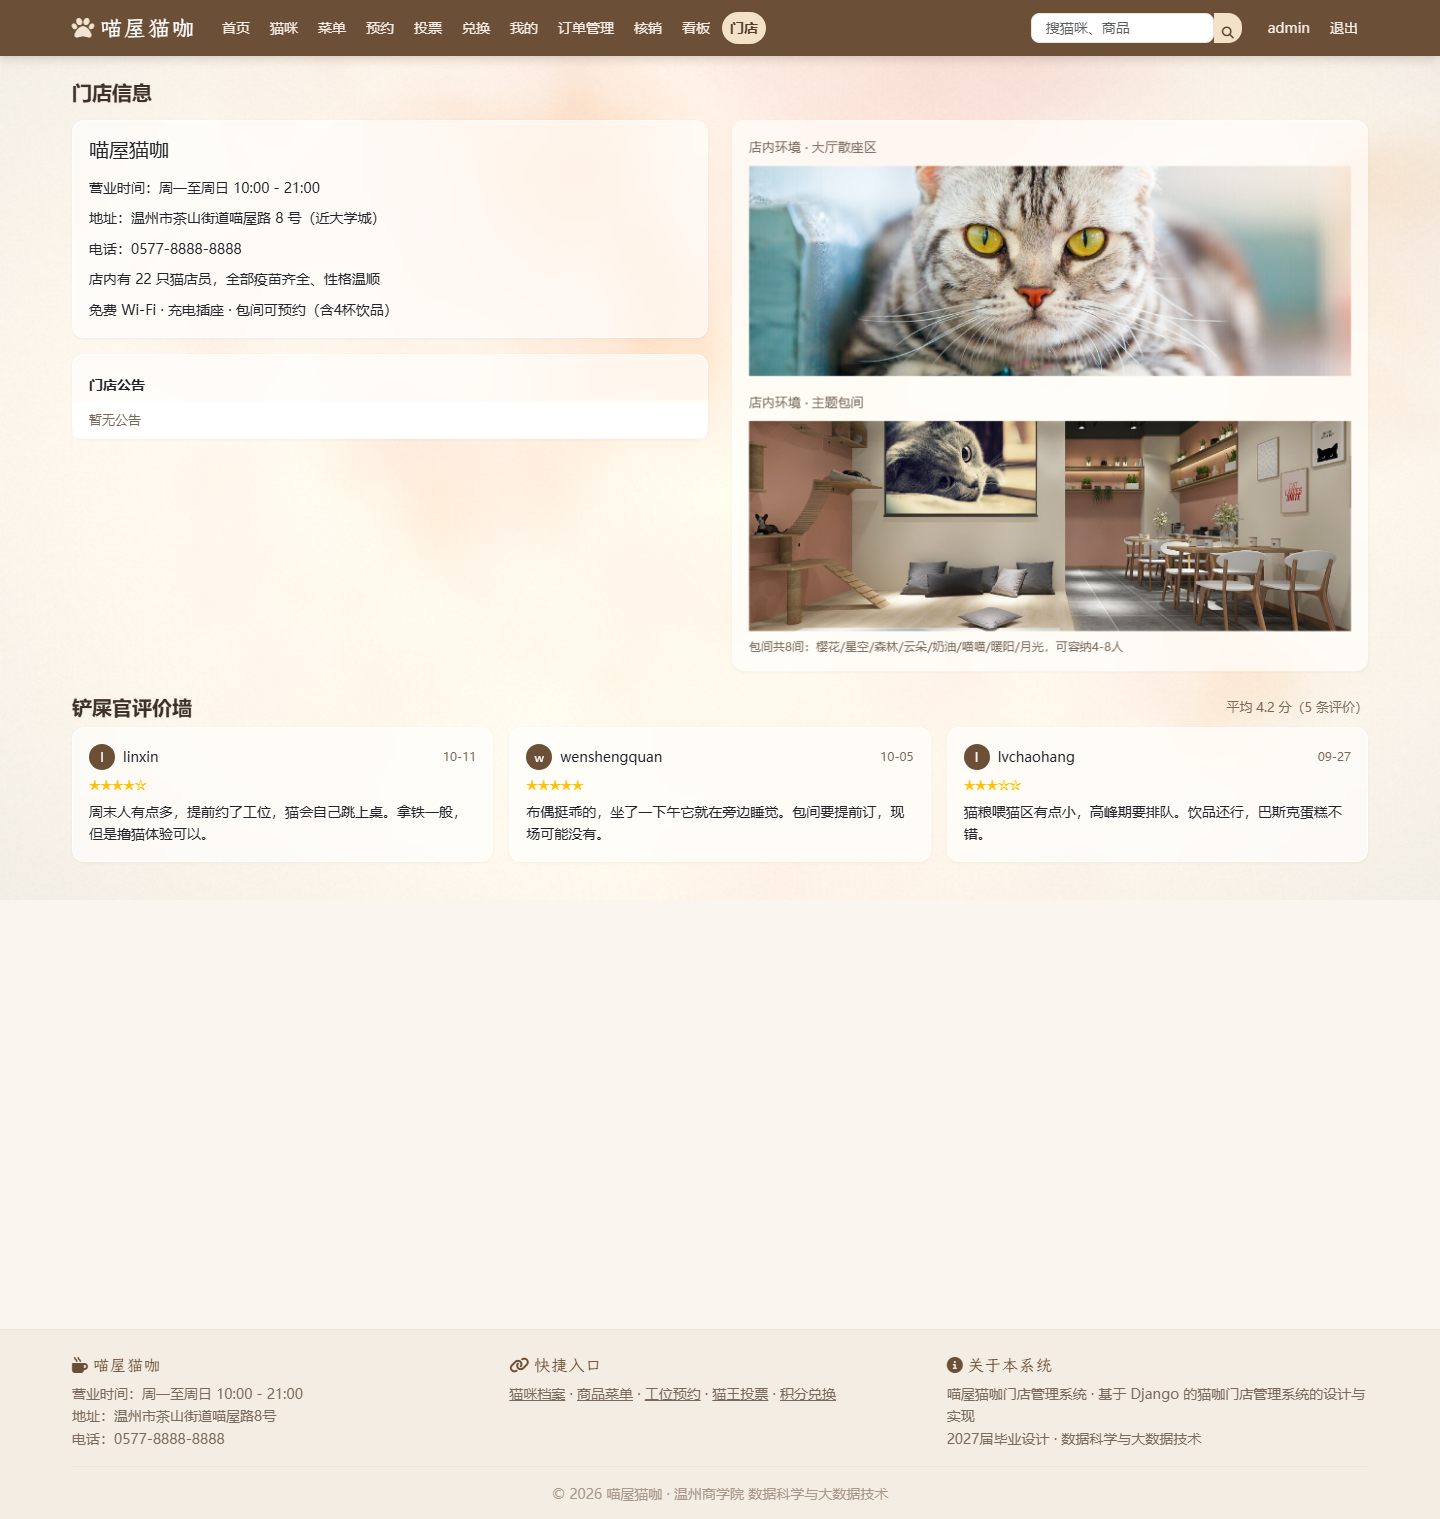 喵屋猫咖 首页 猫咪 菜单 预约 投票 兑换 我的 订单管理 核销 看板 门店 搜猫咪、商品 admin 退出
门店信息
喵屋猫咖
营业时间：周一至周日 10:00 - 21:00
地址：温州市茶山街道喵屋路 8 号（近大学城）
电话：0577-8888-8888
店内有 22 只猫店员，全部疫苗齐全、性格温顺
免费 Wi-Fi · 充电插座 · 包间可预约（含4杯饮品）
门店公告
暂无公告
店内环境 · 大厅散座区
店内环境 · 主题包间
包间共8间：樱花/星空/森林/云朵/奶油/喵喵/暖阳/月光，可容纳4-8人
铲屎官评价墙
平均 4.2 分（5 条评价）
l linxin 10-11
★★★★☆
周末人有点多，提前约了工位，猫会自己跳上桌。拿铁一般，
但是撸猫体验可以。
w wenshengquan 10-05
★★★★★
布偶挺乖的，坐了一下午它就在旁边睡觉。包间要提前订，现
场可能没有。
l lvchaohang 09-27
★★★☆☆
猫粮喂猫区有点小，高峰期要排队。饮品还行，巴斯克蛋糕不
错。
喵屋猫咖
营业时间：周一至周日 10:00 - 21:00
地址：温州市茶山街道喵屋路8号
电话：0577-8888-8888
快捷入口
猫咪档案 · 商品菜单 · 工位预约 · 猫王投票 · 积分兑换
关于本系统
喵屋猫咖门店管理系统 · 基于 Django 的猫咖门店管理系统的设计与
实现
2027届毕业设计 · 数据科学与大数据技术
© 2026 喵屋猫咖 · 温州商学院 数据科学与大数据技术